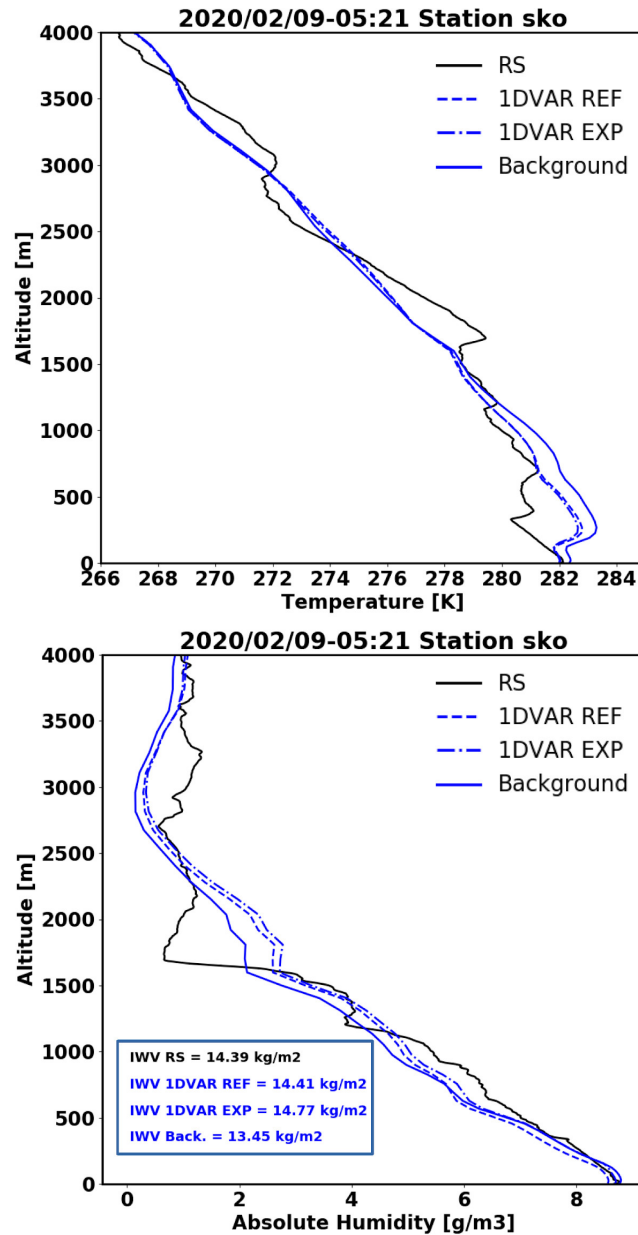 2020/02/09-05:21 Station sko
4000
3500
3000
2500
2000
1500
1000
500
0
Altitude [m]
RS
1DVAR REF
1DVAR EXP
Background
266 268 270 272 274 276 278 280 282 284
Temperature [K]
2020/02/09-05:21 Station sko
4000
3500
3000
2500
2000
1500
1000
500
0
Altitude [m]
RS
1DVAR REF
1DVAR EXP
Background
IWV RS = 14.39 kg/m2
IWV 1DVAR REF = 14.41 kg/m2
IWV 1DVAR EXP = 14.77 kg/m2
IWV Back. = 13.45 kg/m2
0 2 4 6 8
Absolute Humidity [g/m3]